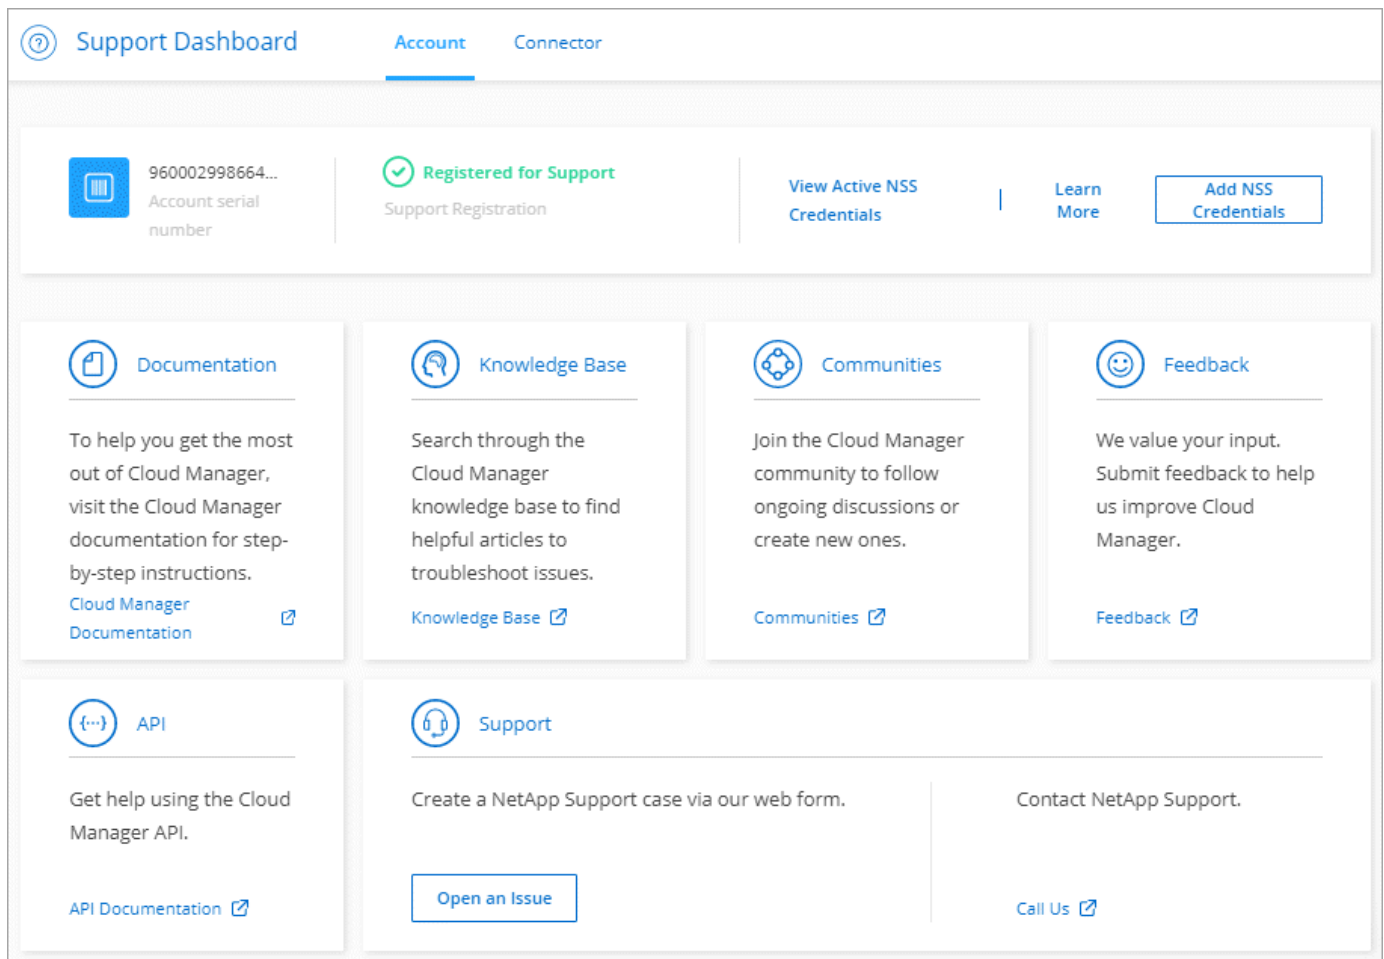 Support Dashboard
Account
Connector
960002998664...
Account serial
number
Registered for Support
Support Registration
View Active NSS
Credentials
Learn
More
Add NSS
Credentials
Documentation
To help you get the most
out of Cloud Manager,
visit the Cloud Manager
documentation for step-
by-step instructions.
Cloud Manager
Documentation
Knowledge Base
Search through the
Cloud Manager
knowledge base to find
helpful articles to
troubleshoot issues.
Knowledge Base
Communities
Join the Cloud Manager
community to follow
ongoing discussions or
create new ones.
Communities
Feedback
We value your input.
Submit feedback to help
us improve Cloud
Manager.
Feedback
API
Get help using the Cloud
Manager API.
API Documentation
Support
Create a NetApp Support case via our web form.
Open an Issue
Contact NetApp Support.
Call Us